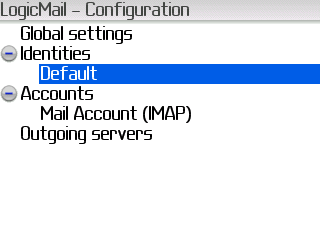 LogicMail – Configuration
Global settings
Identities
Default
Accounts
Mail Account (IMAP)
Outgoing servers